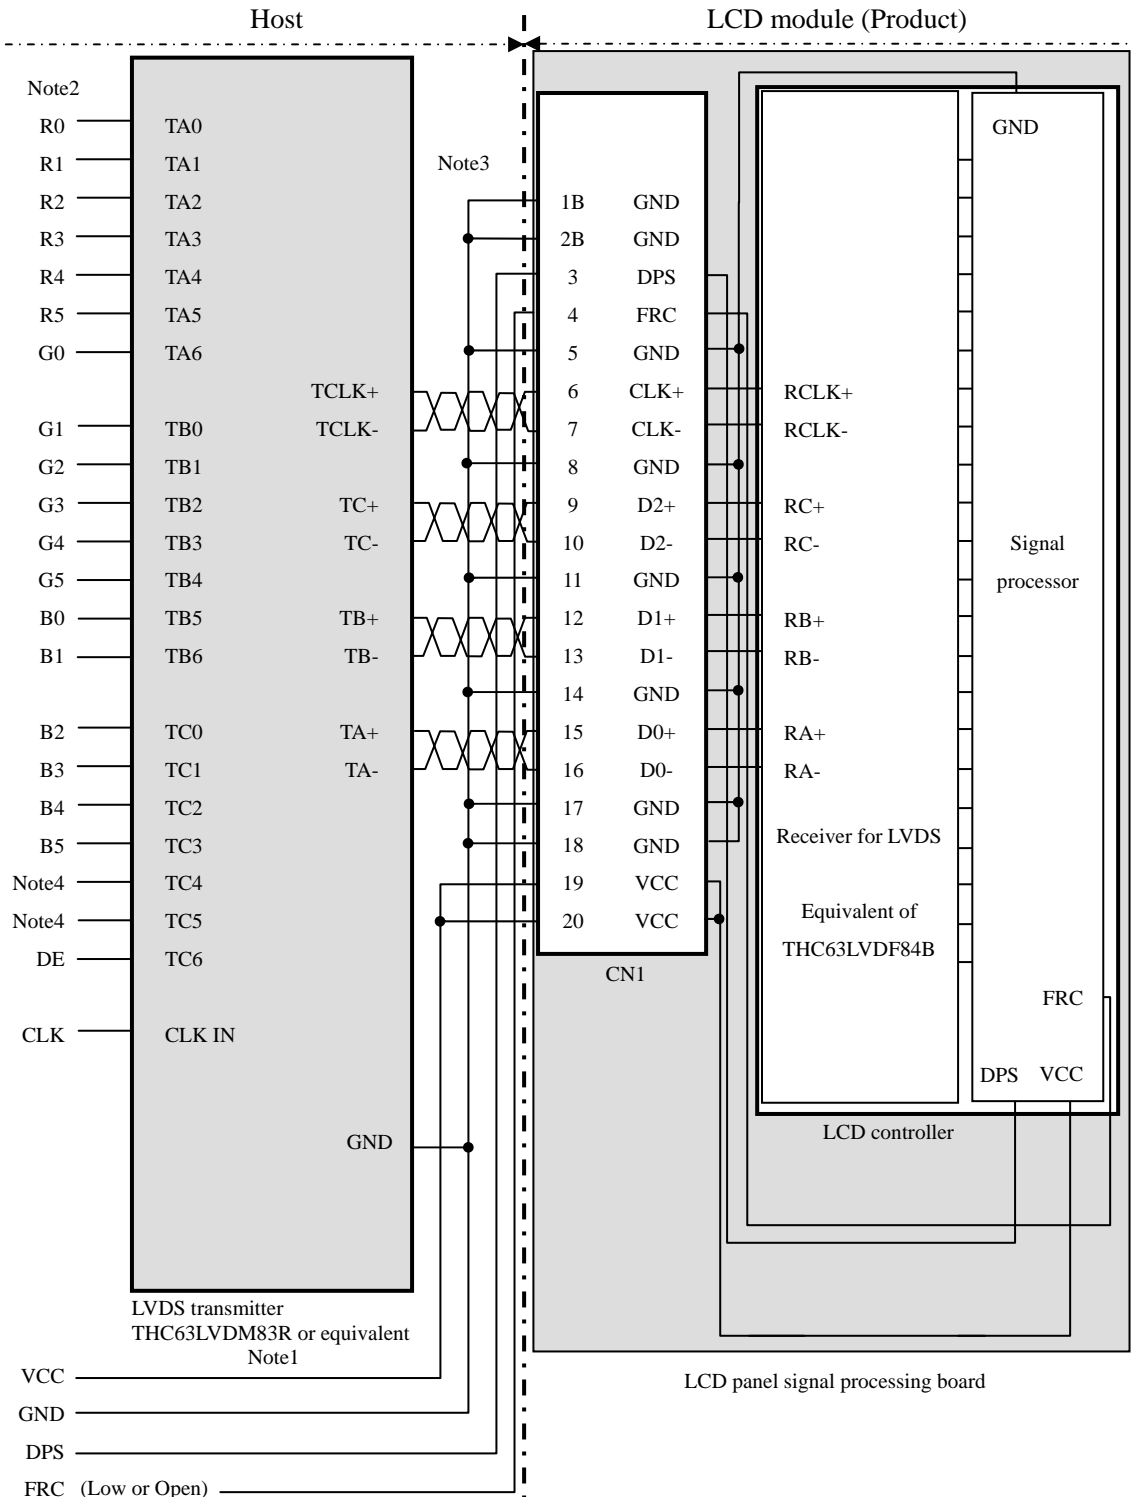 Host LCD module (Product)
Note2
R0 TA0 GND
R1 TA1 Note3
R2 TA2 1B GND
R3 TA3 2B GND
R4 TA4 3 DPS
R5 TA5 4 FRC
G0 TA6 5 GND
TCLK+ 6 CLK+ RCLK+
G1 TB0 TCLK- 7 CLK- RCLK-
G2 TB1 8 GND
G3 TB2 TC+ 9 D2+ RC+
G4 TB3 TC- 10 D2- RC- Signal
G5 TB4 11 GND processor
B0 TB5 TB+ 12 D1+ RB+
B1 TB6 TB- 13 D1- RB-
14 GND
B2 TC0 TA+ 15 D0+ RA+
B3 TC1 TA- 16 D0- RA-
B4 TC2 17 GND
B5 TC3 18 GND Receiver for LVDS
Note4 TC4 19 VCC
Note4 TC5 20 VCC Equivalent of
DE TC6 THC63LVDF84B
CN1
FRC
CLK CLK IN
DPS VCC
GND LCD controller
LVDS transmitter
THC63LVDM83R or equivalent
Note1
VCC LCD panel signal processing board
GND
DPS
FRC (Low or Open)